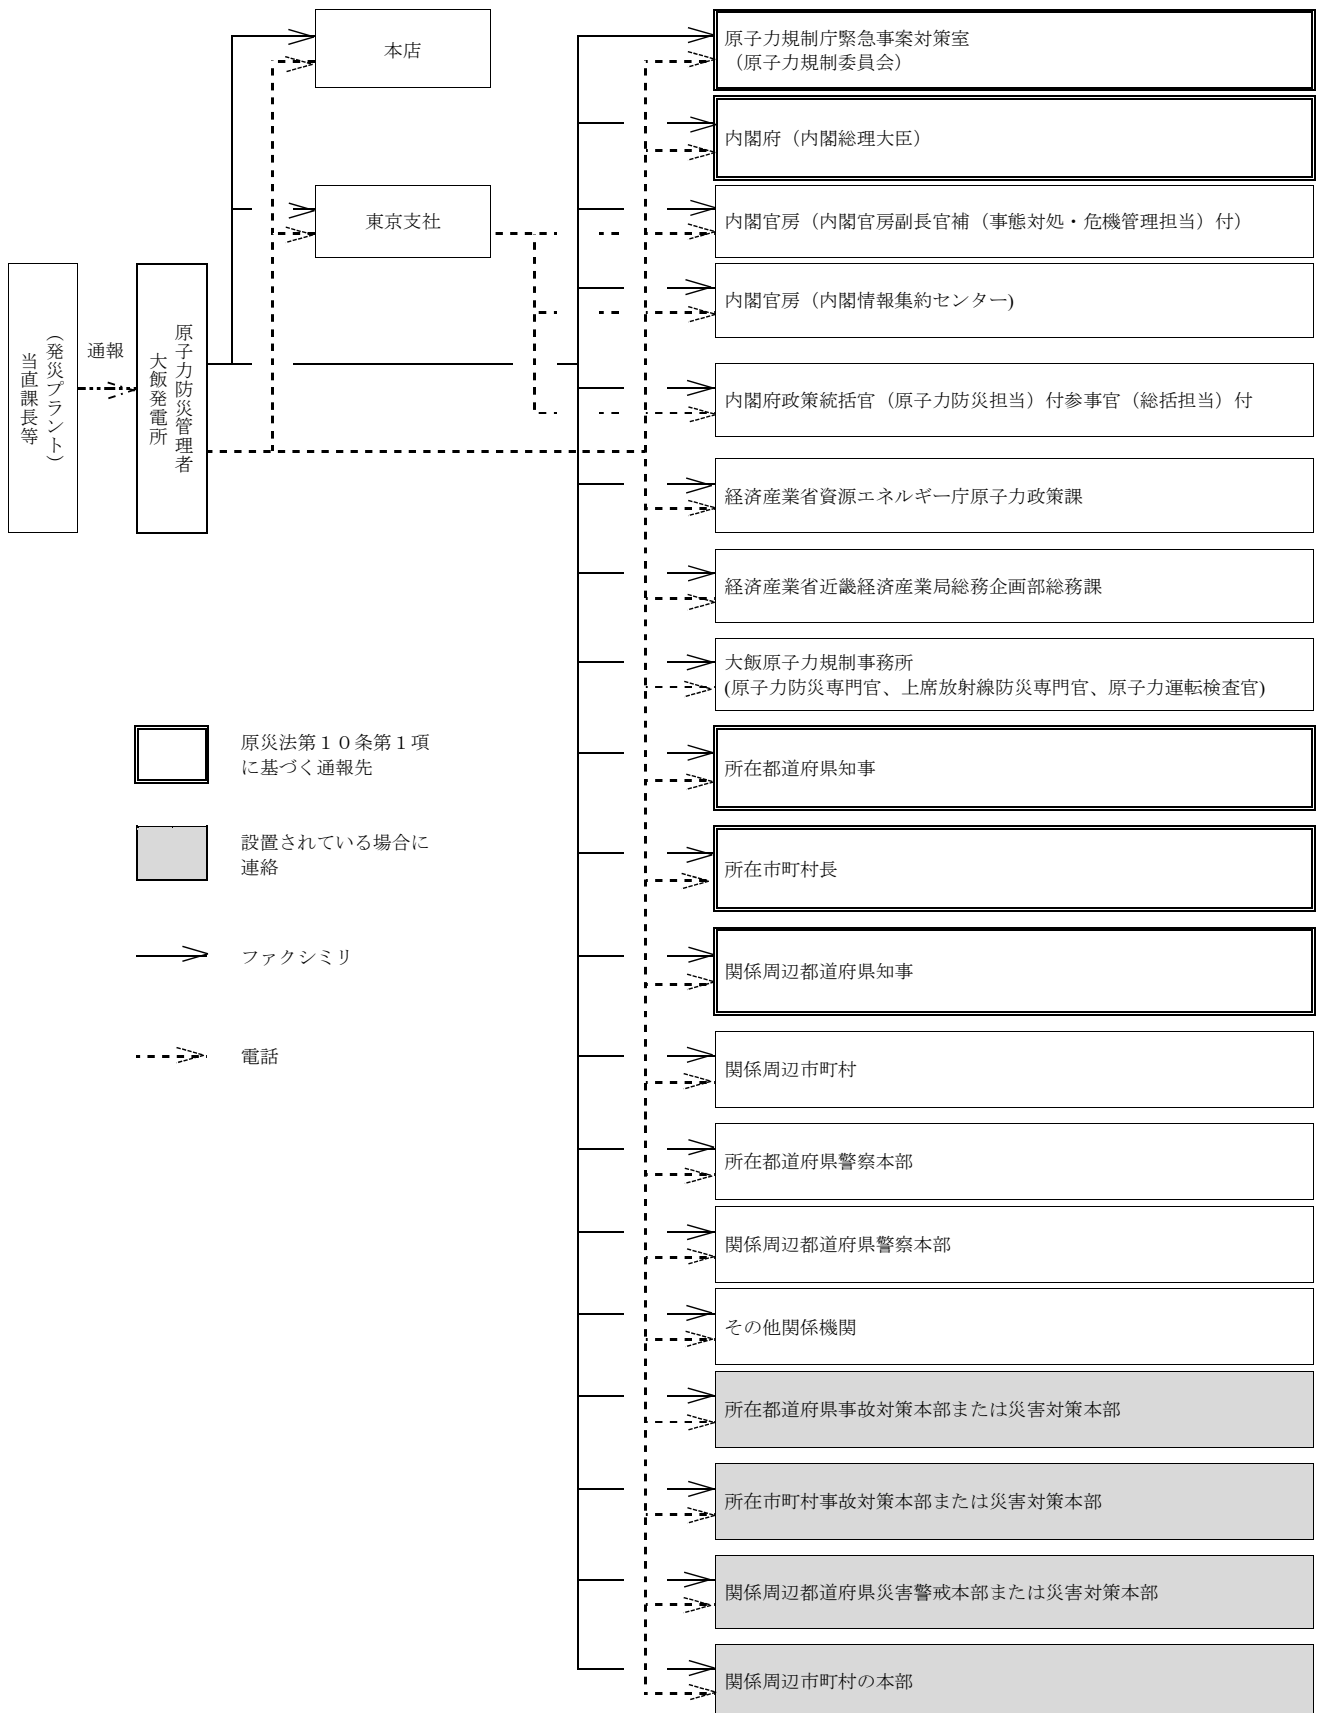 本店
東京支社
（発災プラント）
当直課長等
通報
原子力防災管理者
大飯発電所
原子力規制庁緊急事案対策室
（原子力規制委員会）
内閣府（内閣総理大臣）
内閣官房（内閣官房副長官補（事態対処・危機管理担当）付）
内閣官房（内閣情報集約センター)
内閣府政策統括官（原子力防災担当）付参事官（総括担当）付
経済産業省資源エネルギー庁原子力政策課
経済産業省近畿経済産業局総務企画部総務課
大飯原子力規制事務所
(原子力防災専門官、上席放射線防災専門官、原子力運転検査官)
所在都道府県知事
所在市町村長
関係周辺都道府県知事
関係周辺市町村
所在都道府県警察本部
関係周辺都道府県警察本部
その他関係機関
所在都道府県事故対策本部または災害対策本部
所在市町村事故対策本部または災害対策本部
関係周辺都道府県災害警戒本部または災害対策本部
関係周辺市町村の本部
原災法第１０条第１項
に基づく通報先
設置されている場合に
連絡
ファクシミリ
電話